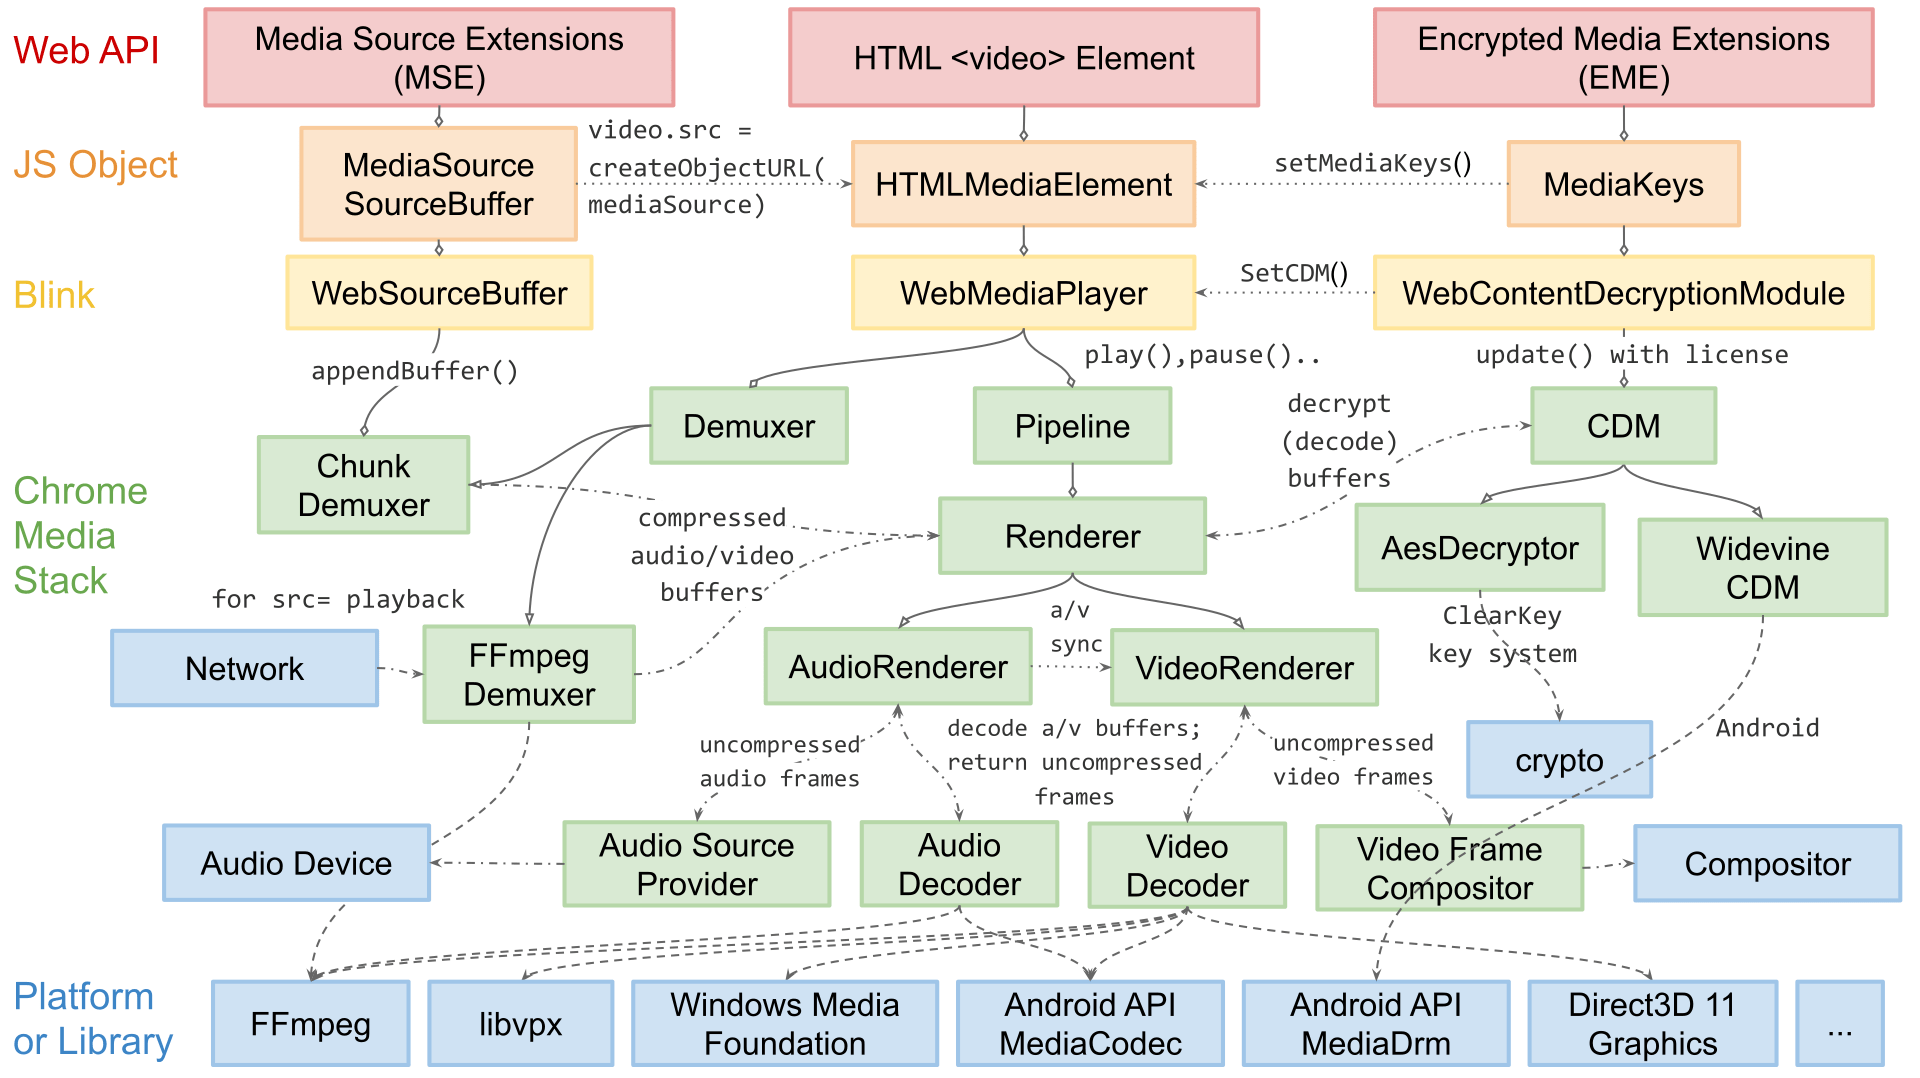 Web API
Media Source Extensions
(MSE)
HTML <video> Element
Encrypted Media Extensions
(EME)
JS Object
MediaSource
SourceBuffer
video.src =
createObjectURL(
mediaSource)
HTMLMediaElement
setMediaKeys()
MediaKeys
Blink
WebSourceBuffer
WebMediaPlayer
SetCDM()
WebContentDecryptionModule
appendBuffer()
play(),pause()..
update() with license
Chrome
Media
Stack
Demuxer
Pipeline
decrypt
(decode)
buffers
CDM
Chunk
Demuxer
compressed
audio/video
buffers
Renderer
AesDecryptor
Widevine
CDM
for src= playback
Network
FFmpeg
Demuxer
AudioRenderer
a/v
sync
VideoRenderer
ClearKey
key system
crypto
Android
uncompressed
audio frames
decode a/v buffers;
return uncompressed
frames
uncompressed
video frames
Audio Device
Audio Source
Provider
Audio
Decoder
Video
Decoder
Video Frame
Compositor
Compositor
Platform
or Library
FFmpeg
libvpx
Windows Media
Foundation
Android API
MediaCodec
Android API
MediaDrm
Direct3D 11
Graphics
...